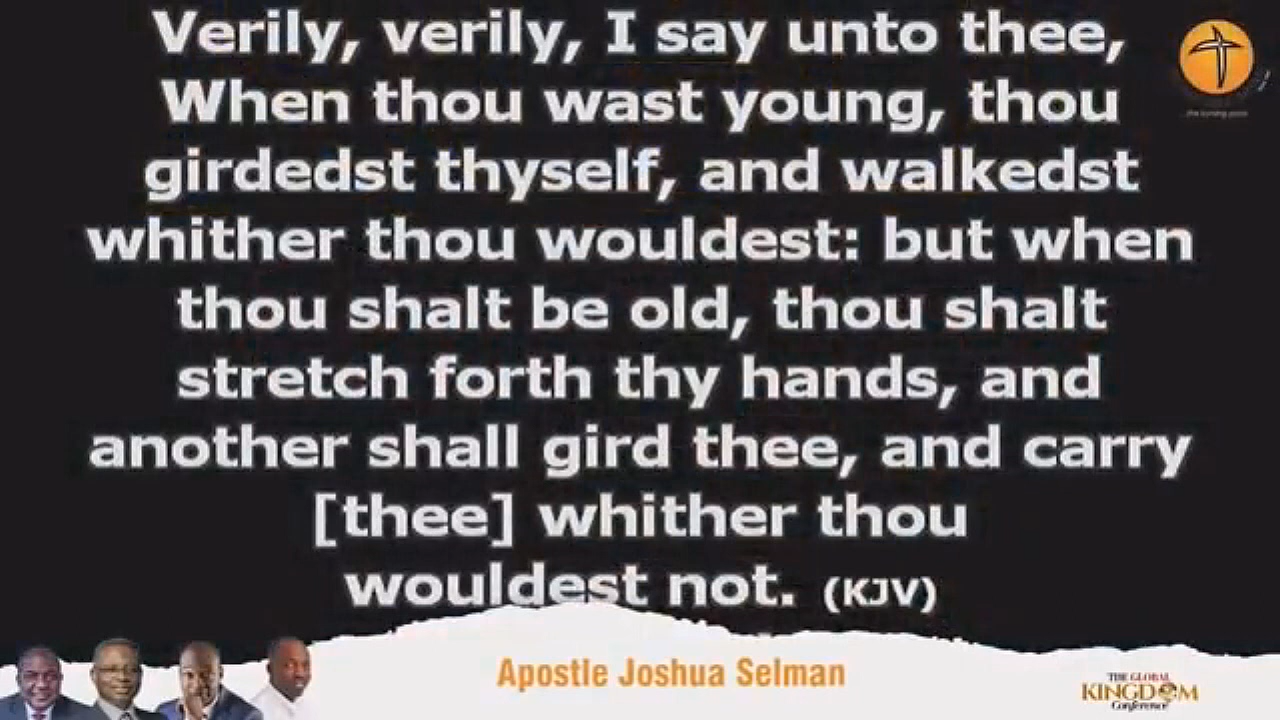 Verily, verily, I say unto thee,
When thou wast young, thou
girdedst thyself, and walkedst
whither thou wouldest: but when
thou shalt be old, thou shalt
stretch forth thy hands, and
another shall gird thee, and carry
[thee] whither thou
wouldest not. (KJV)
Apostle Joshua Selman
THE GLOBAL
KINGDOM
Conference